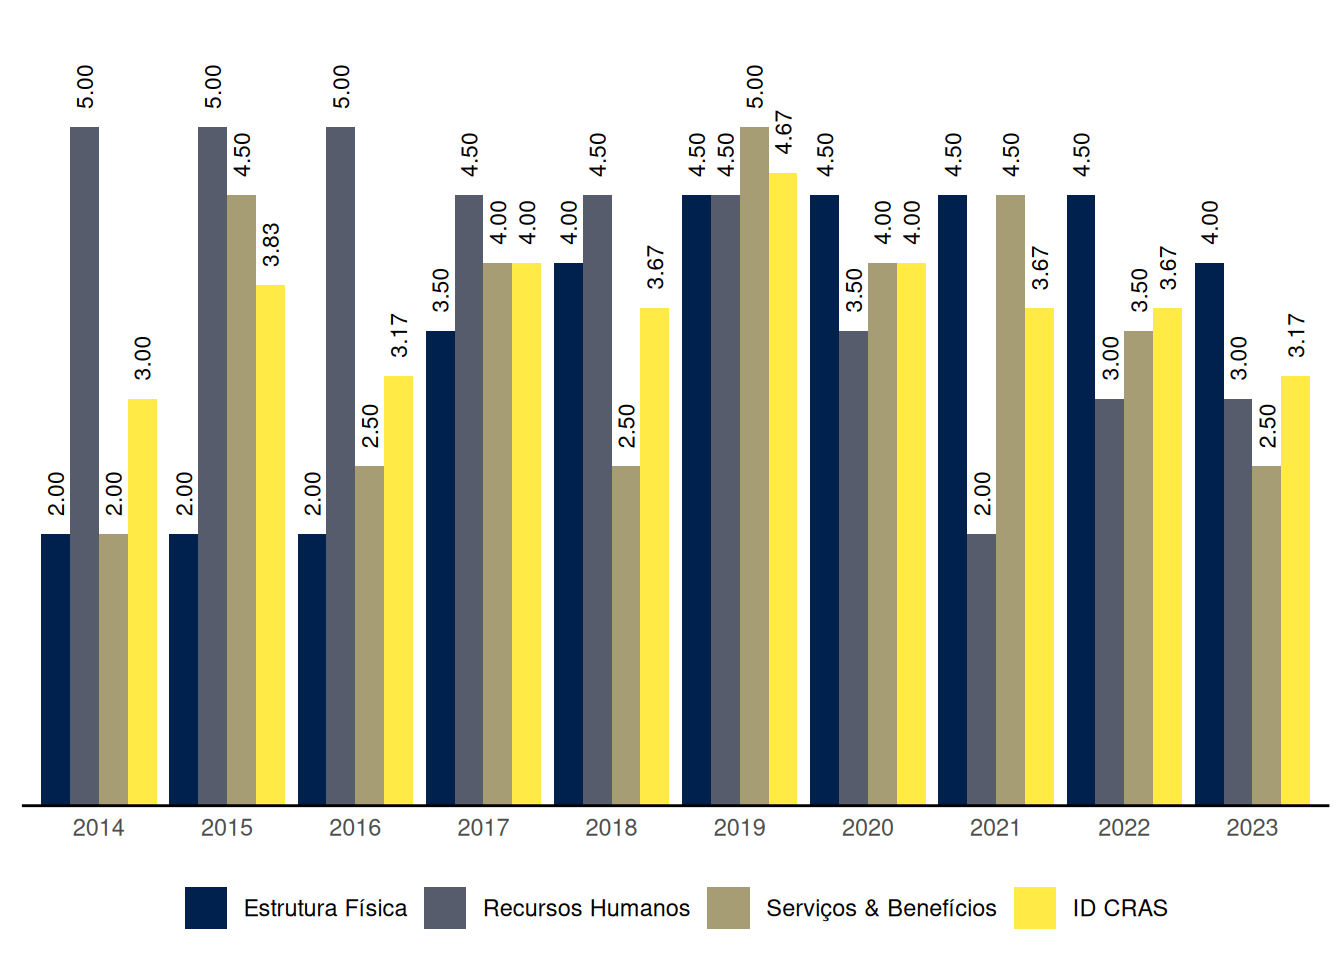 2.00 5.00 2.00 3.00
2.00 5.00 4.50 3.83
2.00 5.00 2.50 3.17
3.50 4.50 4.00 4.00
4.00 4.50 2.50 3.67
4.50 4.50 5.00 4.67
4.50 3.50 4.00 4.00
4.50 2.00 4.50 3.67
4.50 3.00 3.50 3.67
4.00 3.00 2.50 3.17
2014 2015 2016 2017 2018 2019 2020 2021 2022 2023
Estrutura Física Recursos Humanos Serviços & Benefícios ID CRAS